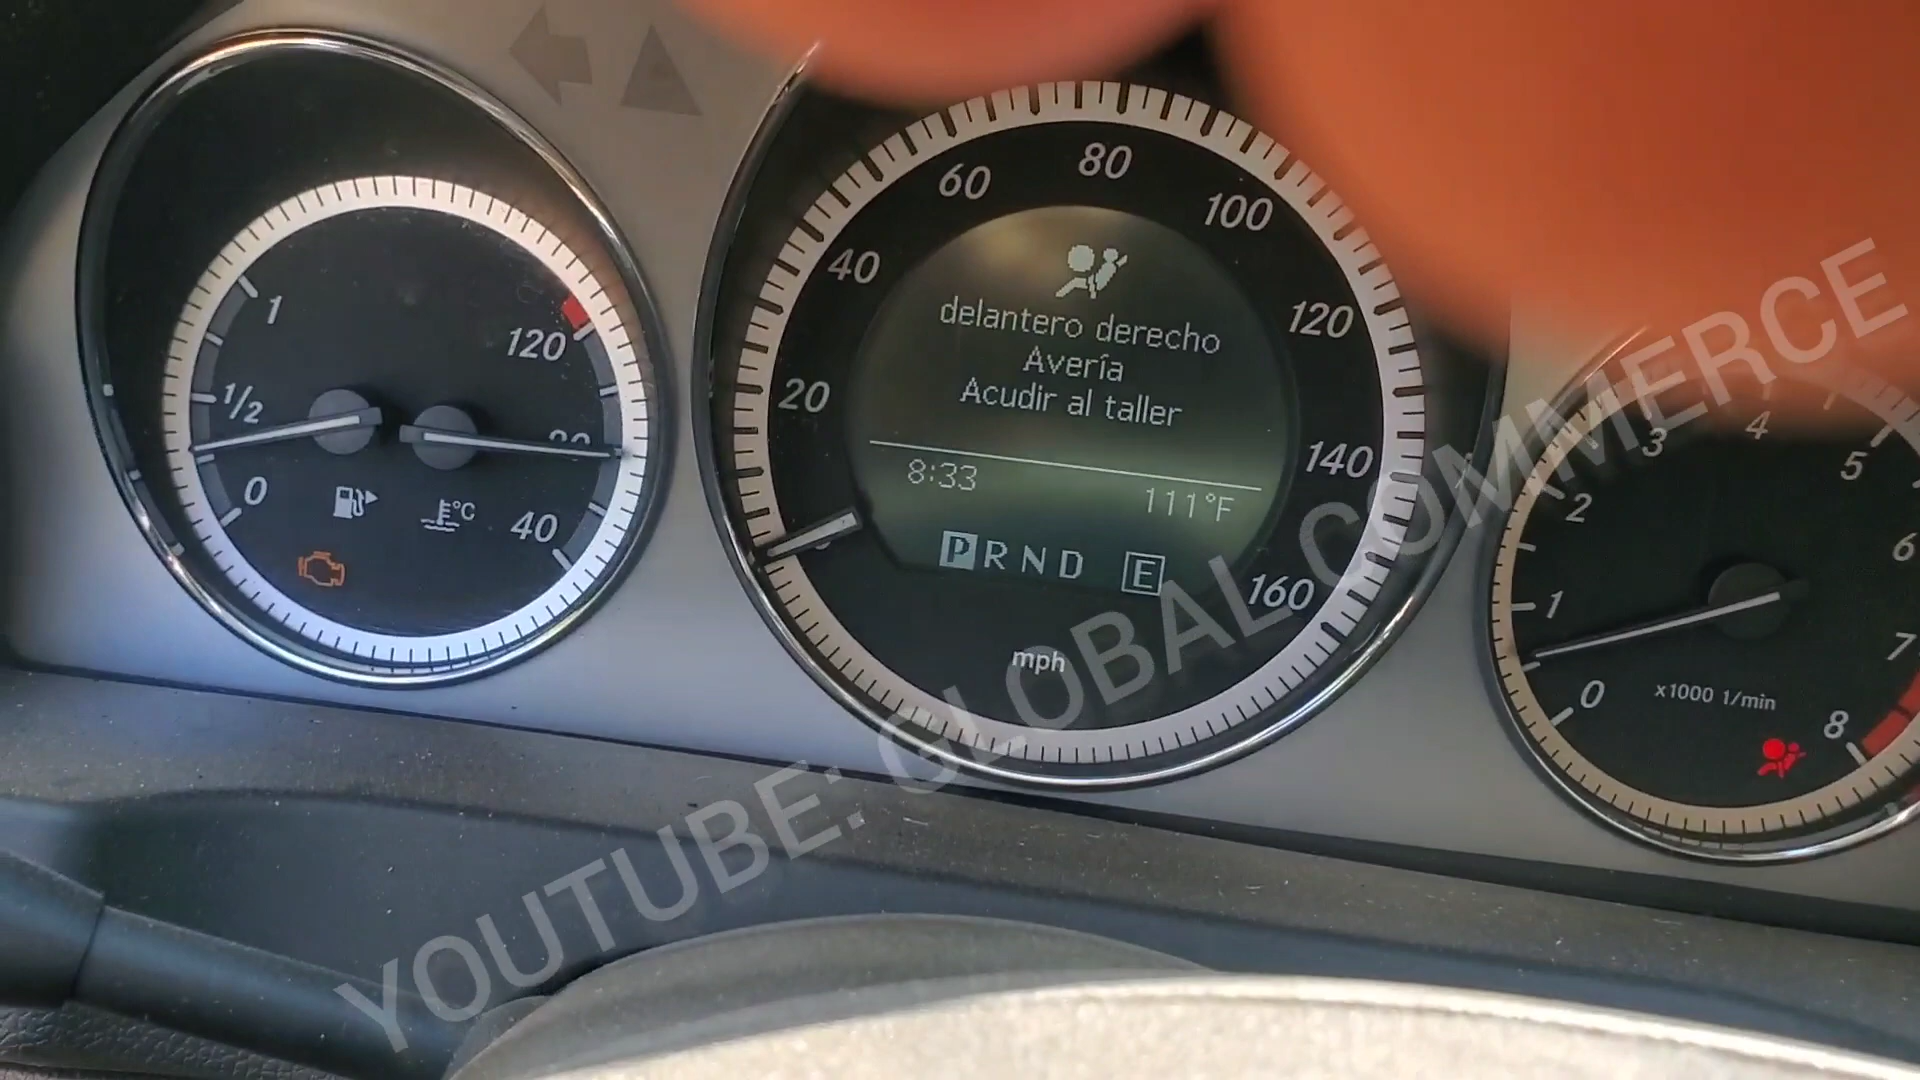 1
1/2
0
120
80
40
°C
20
40
60
80
100
120
140
160
delantero derecho
Avería
Acudir al taller
8:33
111°F
P R N D E
mph
0
1
2
3
4
5
6
7
8
x1000 1/min
YOUTUBE: GLOBAL COMMERCE